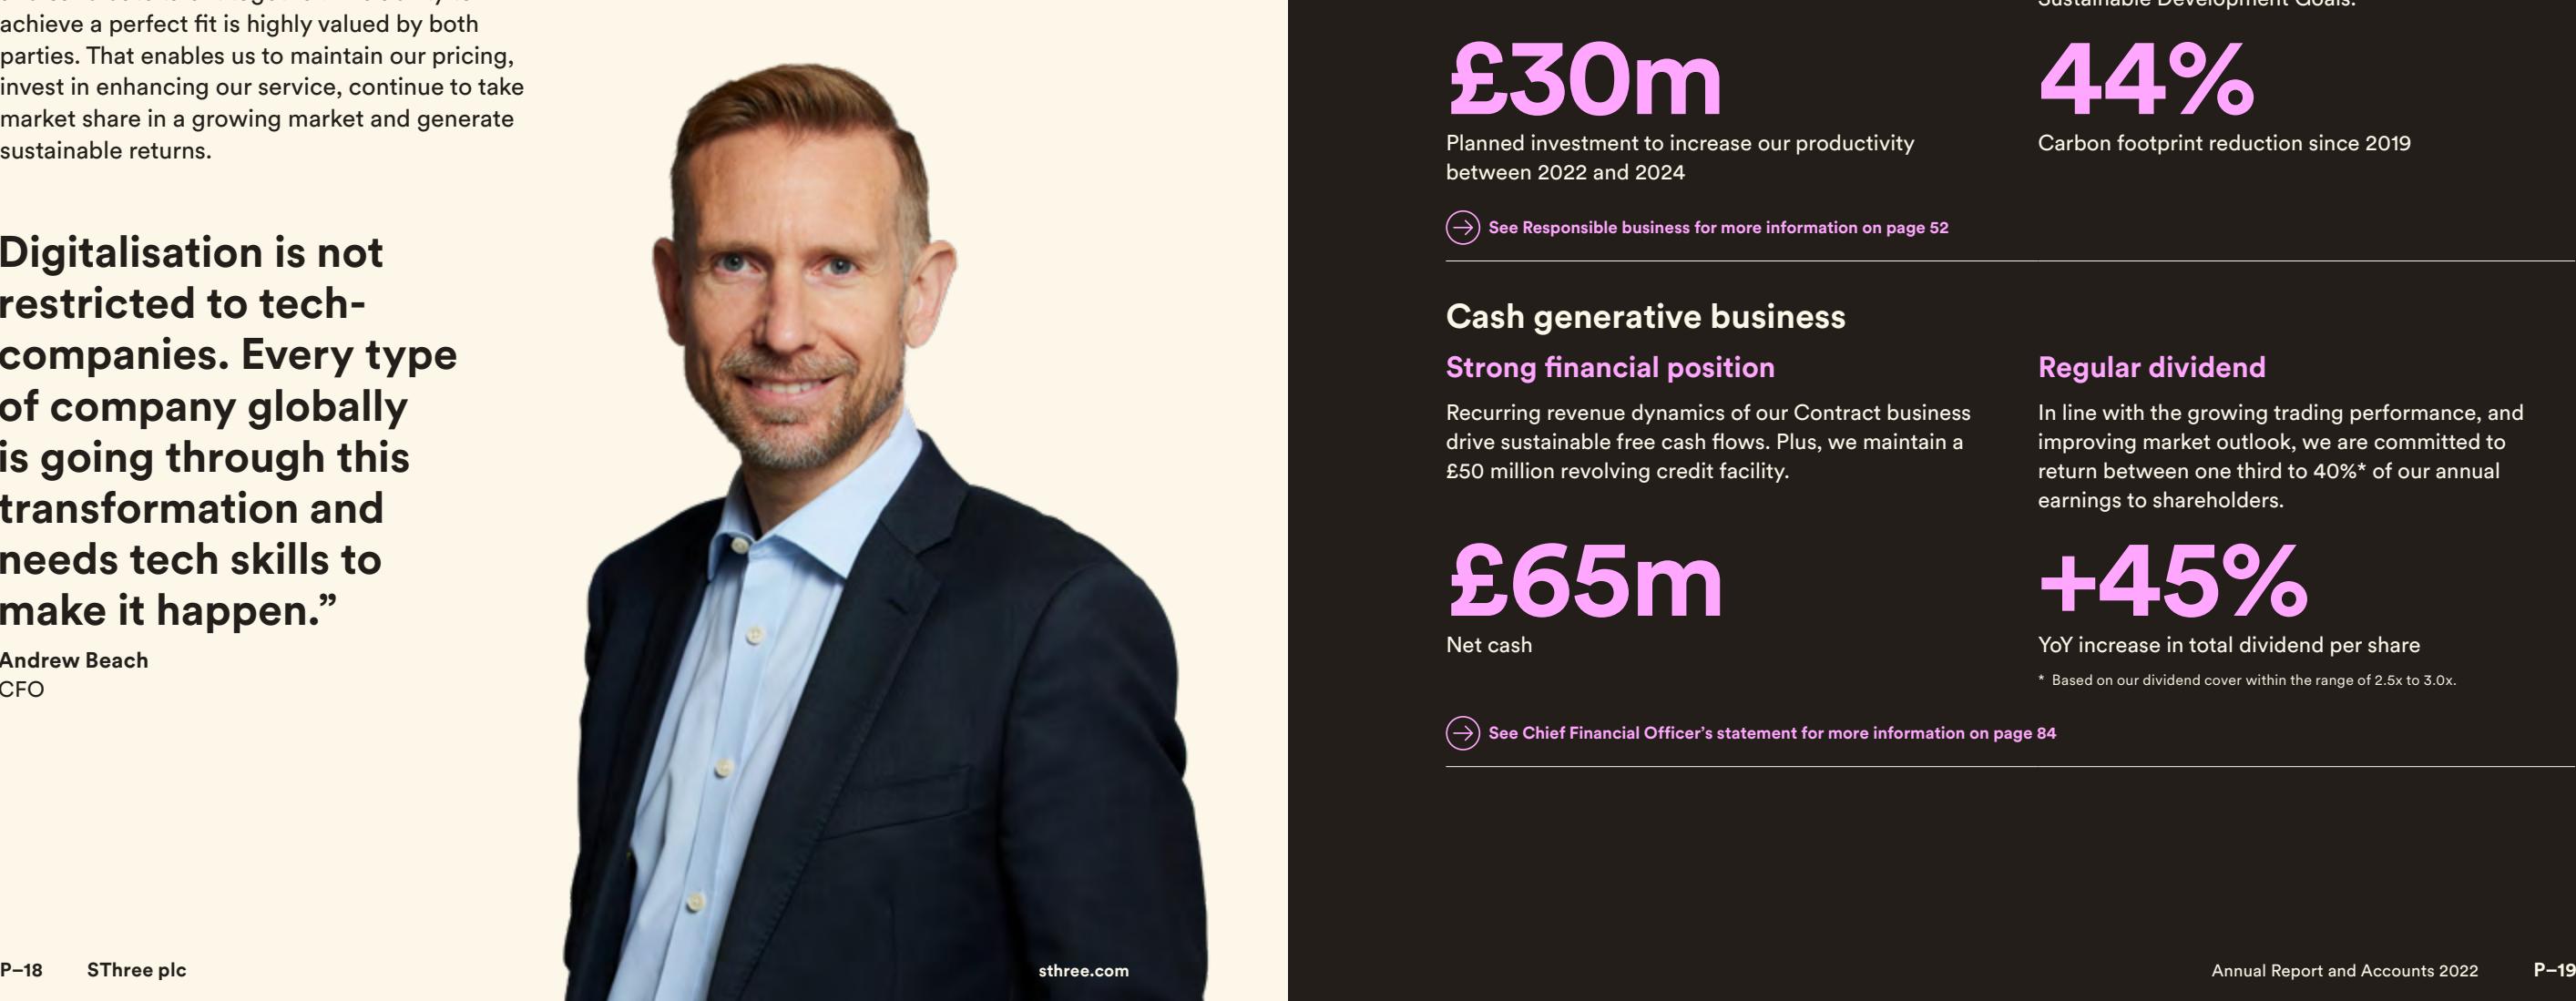 achieve a perfect fit is highly valued by both
parties. That enables us to maintain our pricing,
invest in enhancing our service, continue to take
market share in a growing market and generate
sustainable returns.
Digitalisation is not
restricted to tech-
companies. Every type
of company globally
is going through this
transformation and
needs tech skills to
make it happen.”
Andrew Beach
CFO
P–18 SThree plc
sthree.com
Sustainable Development Goals.
£30m
Planned investment to increase our productivity
between 2022 and 2024
44%
Carbon footprint reduction since 2019
See Responsible business for more information on page 52
Cash generative business
Strong financial position
Recurring revenue dynamics of our Contract business
drive sustainable free cash flows. Plus, we maintain a
£50 million revolving credit facility.
£65m
Net cash
Regular dividend
In line with the growing trading performance, and
improving market outlook, we are committed to
return between one third to 40%* of our annual
earnings to shareholders.
+45%
YoY increase in total dividend per share
* Based on our dividend cover within the range of 2.5x to 3.0x.
See Chief Financial Officer’s statement for more information on page 84
Annual Report and Accounts 2022 P–19